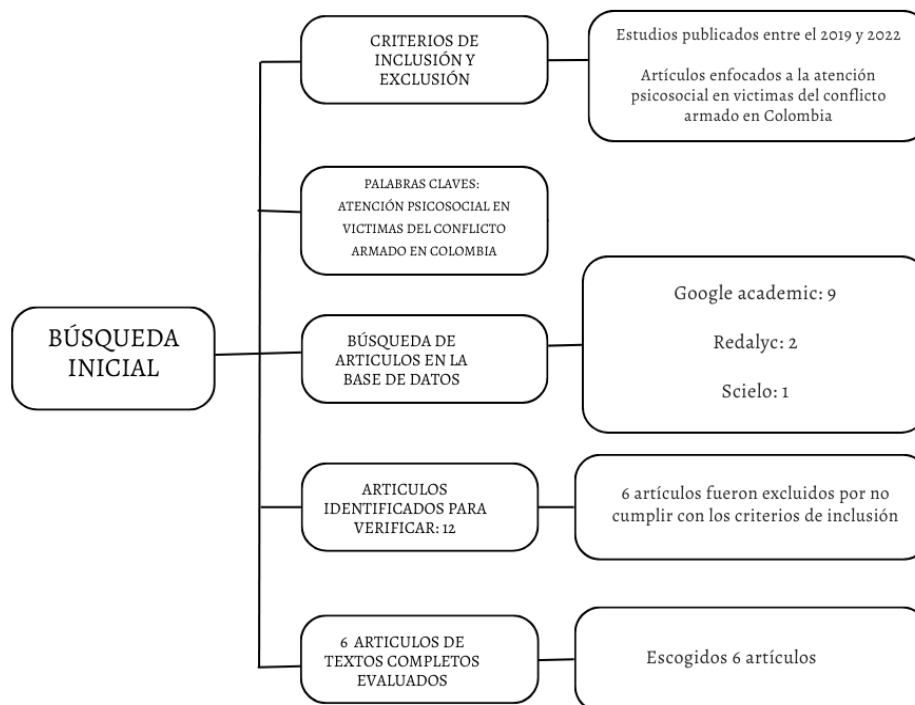 CRITERIOS DE
INCLUSIÓN Y
EXCLUSIÓN
Estudios publicados entre el 2019 y 2022
Artículos enfocados a la atención
psicosocial en victimas del conflicto
armado en Colombia
PALABRAS CLAVES:
ATENCIÓN PSICOSOCIAL EN
VICTIMAS DEL CONFLICTO
ARMADO EN COLOMBIA
BÚSQUEDA
INICIAL
BÚSQUEDA DE
ARTICULOS EN LA
BASE DE DATOS
Google academic: 9
Redalyc: 2
Scielo: 1
ARTICULOS
IDENTIFICADOS PARA
VERIFICAR: 12
6 artículos fueron excluidos por no
cumplir con los criterios de inclusión
6 ARTICULOS DE
TEXTOS COMPLETOS
EVALUADOS
Escogidos 6 artículos